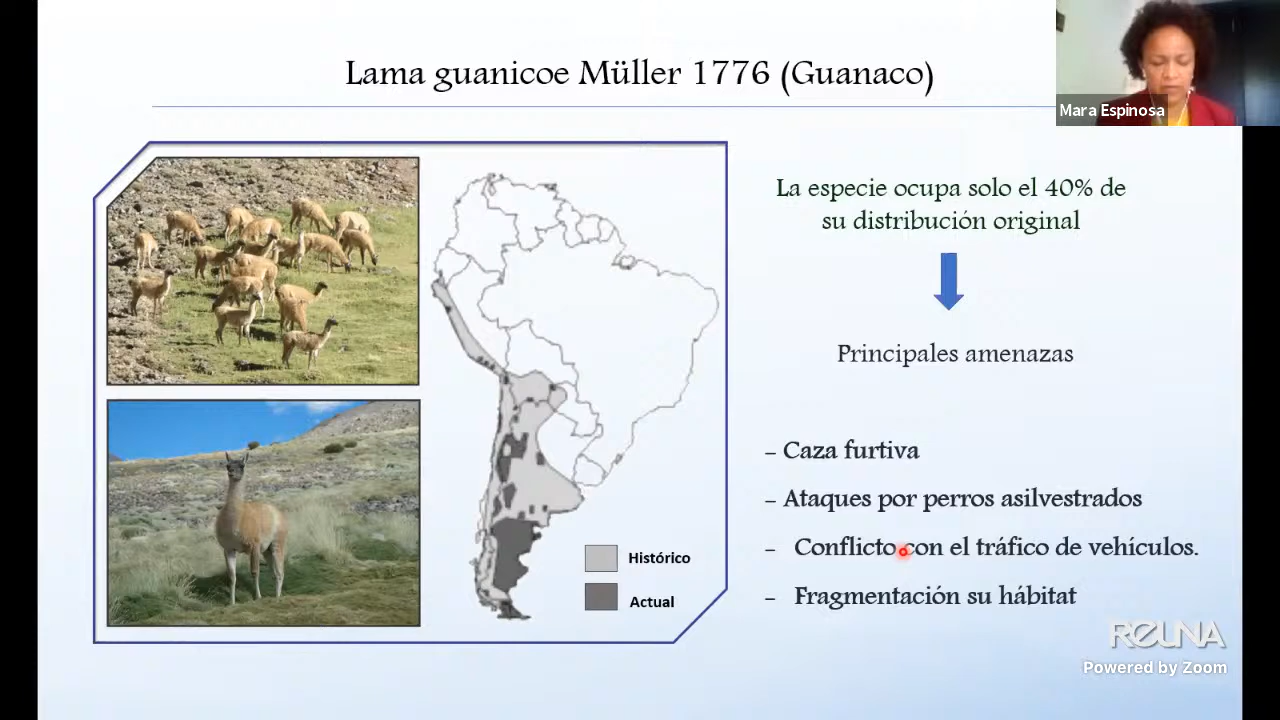 Lama guanicoe Müller 1776 (Guanaco)
Mara Espinosa
La especie ocupa solo el 40% de
su distribución original
Principales amenazas
- Caza furtiva
- Ataques por perros asilvestrados
- Conflicto con el tráfico de vehículos.
- Fragmentación su hábitat
Histórico
Actual
REUNA
Powered by Zoom